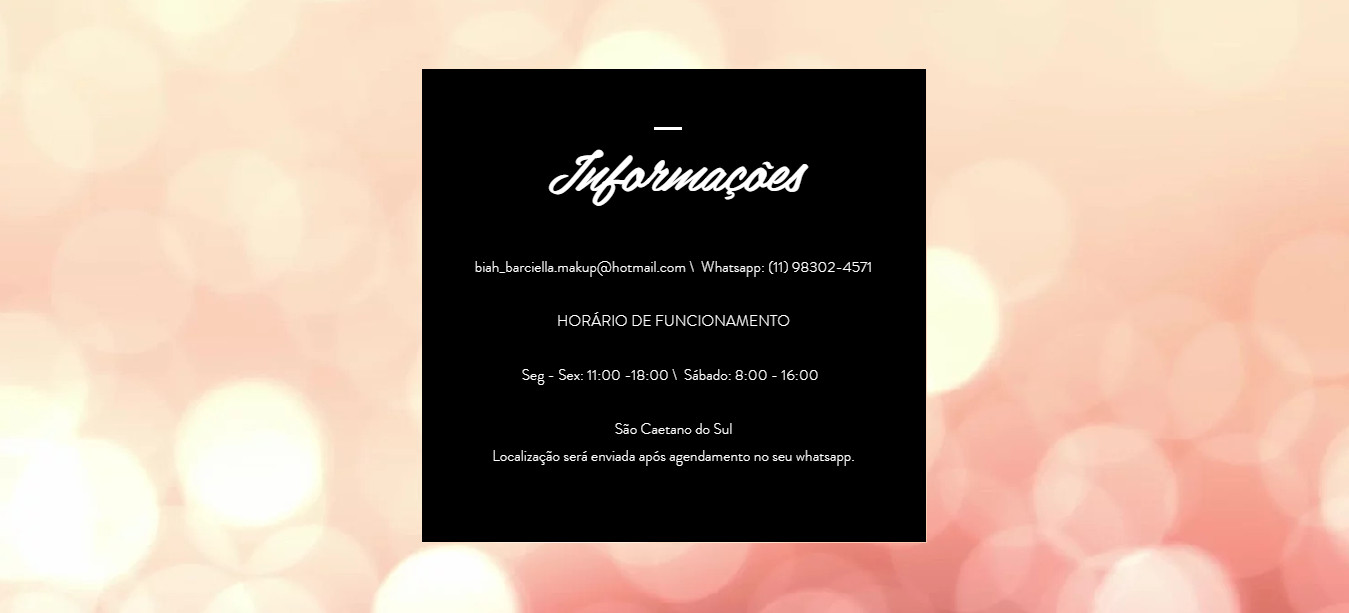 Informações
biah_barciella.makup@hotmail.com \ Whatsapp: (11) 98302-4571
HORÁRIO DE FUNCIONAMENTO
Seg - Sex: 11:00 -18:00 \ Sábado: 8:00 - 16:00
São Caetano do Sul
Localização será enviada após agendamento no seu whatsapp.